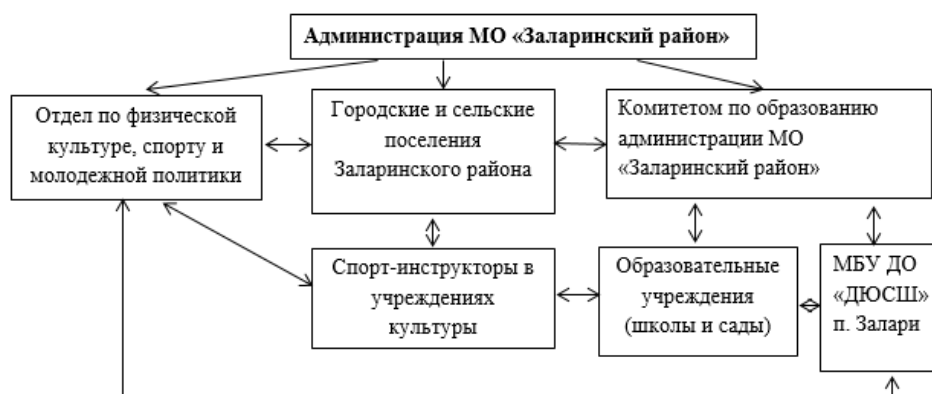 Администрация МО «Заларинский район»
Отдел по физической
культуре, спорту и
молодежной политики
Городские и сельские
поселения
Заларинского района
Комитетом по образованию
администрации МО
«Заларинский район»
Спорт-инструкторы в
учреждениях
культуры
Образовательные
учреждения
(школы и сады)
МБУ ДО
«ДЮСШ»
п. Залари